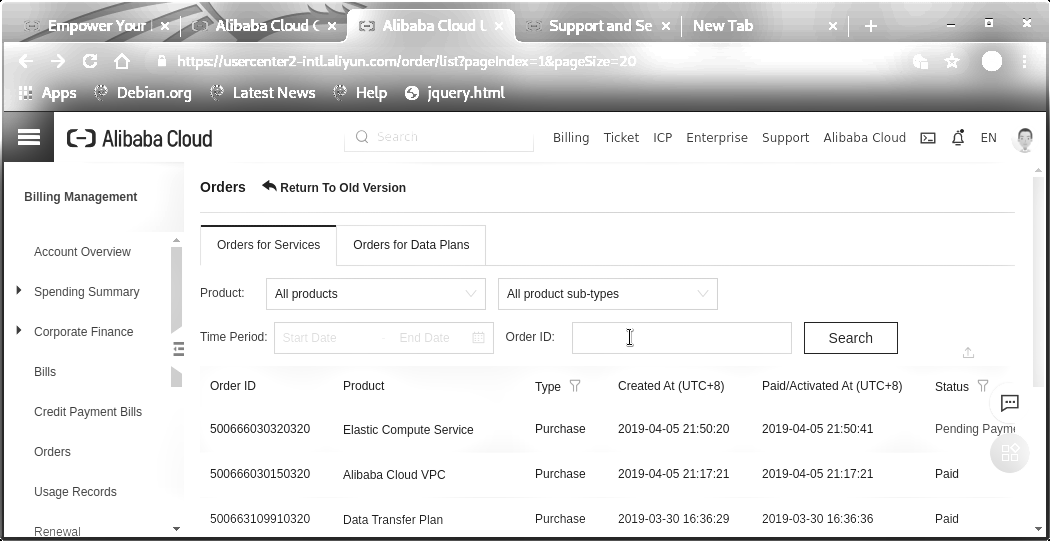 Empower Your
Alibaba Cloud C
Alibaba Cloud U
Support and Se
New Tab
https://usercenter2-intl.aliyun.com/order/list?pageIndex=1&pageSize=20
Apps Debian.org Latest News Help jquery.html
Alibaba Cloud Search Billing Ticket ICP Enterprise Support Alibaba Cloud EN
Billing Management
Account Overview
Spending Summary
Corporate Finance
Bills
Credit Payment Bills
Orders
Usage Records
Renewal
Orders Return To Old Version
Orders for Services Orders for Data Plans
Product: All products All product sub-types
Time Period: Start Date - End Date Order ID: Search
Order ID Product Type Created At (UTC+8) Paid/Activated At (UTC+8) Status
500666030320320 Elastic Compute Service Purchase 2019-04-05 21:50:20 2019-04-05 21:50:41 Pending Payme
500666030150320 Alibaba Cloud VPC Purchase 2019-04-05 21:17:21 2019-04-05 21:17:21 Paid
500663109910320 Data Transfer Plan Purchase 2019-03-30 16:36:29 2019-03-30 16:36:36 Paid